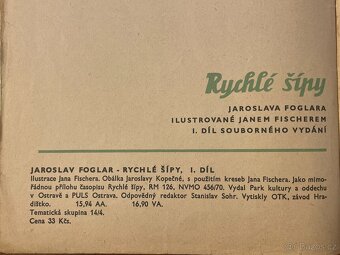 Rychlé šípy
JAROSLAVA FOGLARA
ILUSTROVANÉ JANEM FISCHEREM
I. DÍL SOUBORNÉHO VYDÁNÍ
JAROSLAV FOGLAR - RYCHLÉ ŠÍPY, I. DÍL
Ilustrace Jana Fischera. Obálka Jaroslavy Kopečné, s použitím kreseb Jana Fischera. Jako mimo-
řádnou přílohu časopisu Rychlé šípy, RM 126, NVMO 456/70. Vydal Park kultury a oddechu
v Ostravě a PULS Ostrava. Odpovědný redaktor Stanislav Sohr. Vytiskly OTK, závod Hra-
dištko. 15,94 AA. 16,90 VA.
Tematická skupina 14/4.
Cena 33 Kčs.